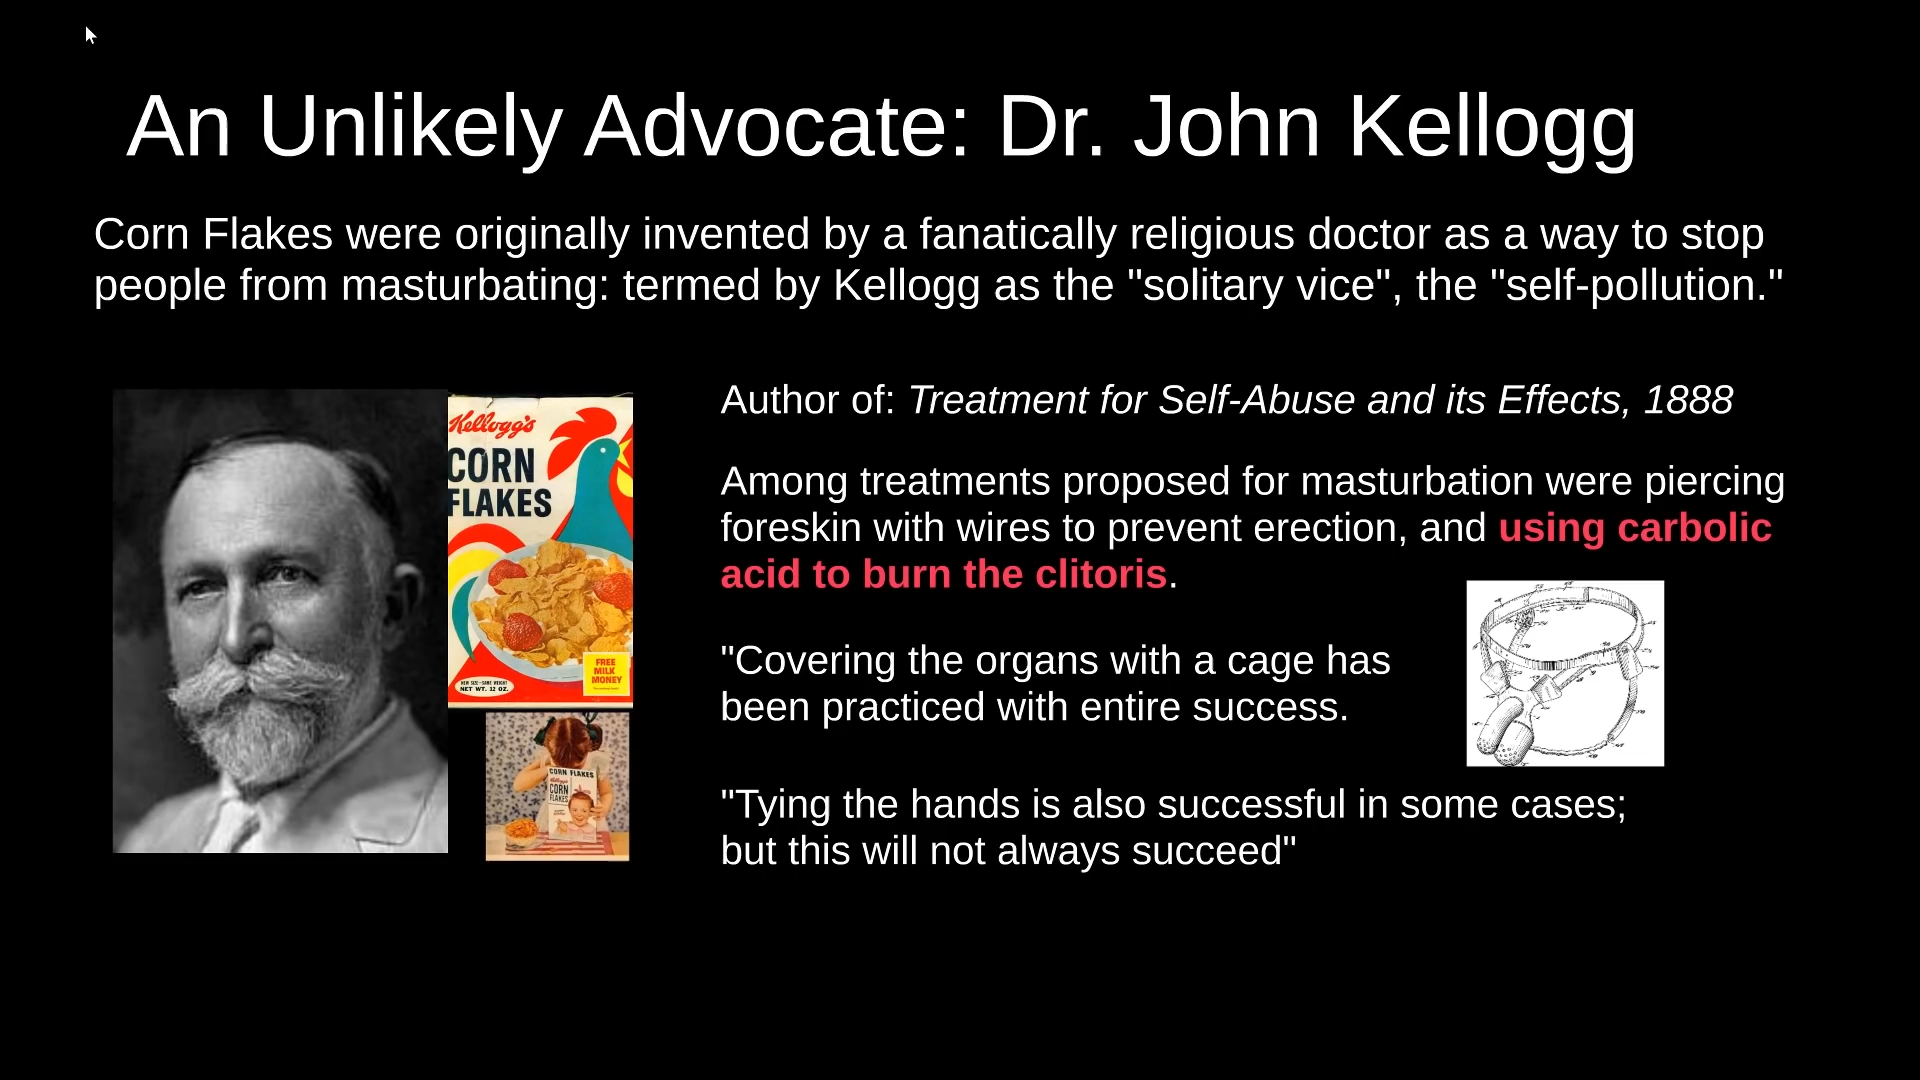 An Unlikely Advocate: Dr. John Kellogg
Corn Flakes were originally invented by a fanatically religious doctor as a way to stop
people from masturbating: termed by Kellogg as the "solitary vice", the "self-pollution."
Kellogg's
CORN
FLAKES
FREE
MILK
MONEY
NEW SIZE-SAME WEIGHT
NET WT. 12 OZ.
CORN FLAKES
Kellogg's
CORN
FLAKES
Author of: Treatment for Self-Abuse and its Effects, 1888
Among treatments proposed for masturbation were piercing
foreskin with wires to prevent erection, and using carbolic
acid to burn the clitoris.
"Covering the organs with a cage has
been practiced with entire success.
"Tying the hands is also successful in some cases;
but this will not always succeed"